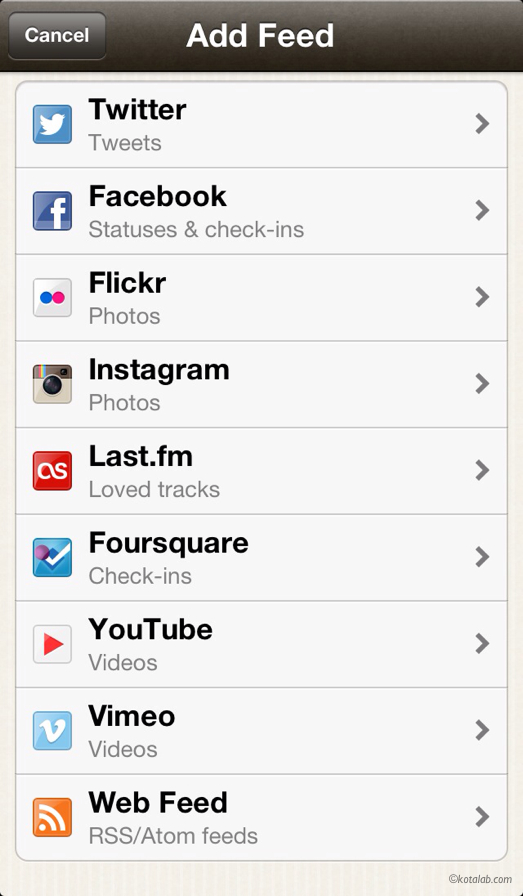 Cancel
Add Feed
Twitter
Tweets
Facebook
Statuses & check-ins
Flickr
Photos
Instagram
Photos
Last.fm
Loved tracks
Foursquare
Check-ins
YouTube
Videos
Vimeo
Videos
Web Feed
RSS/Atom feeds
©kotalab.com